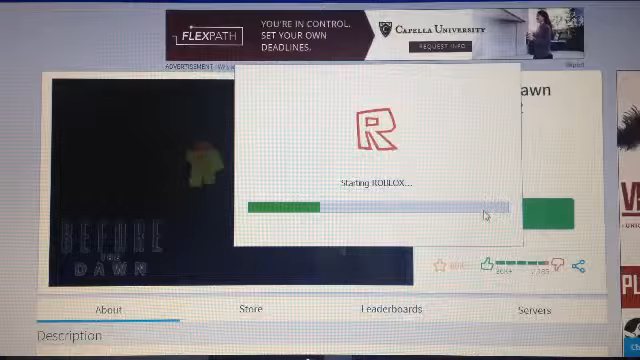 FLEXPATH
YOU'RE IN CONTROL.
SET YOUR OWN
DEADLINES.
CAPELLA UNIVERSITY
REQUEST INFO
ADVERTISEMENT
Report
awn
R
Starting ROBLOX...
BEFORE
THE
DAWN
About
Store
Leaderboards
Servers
Description